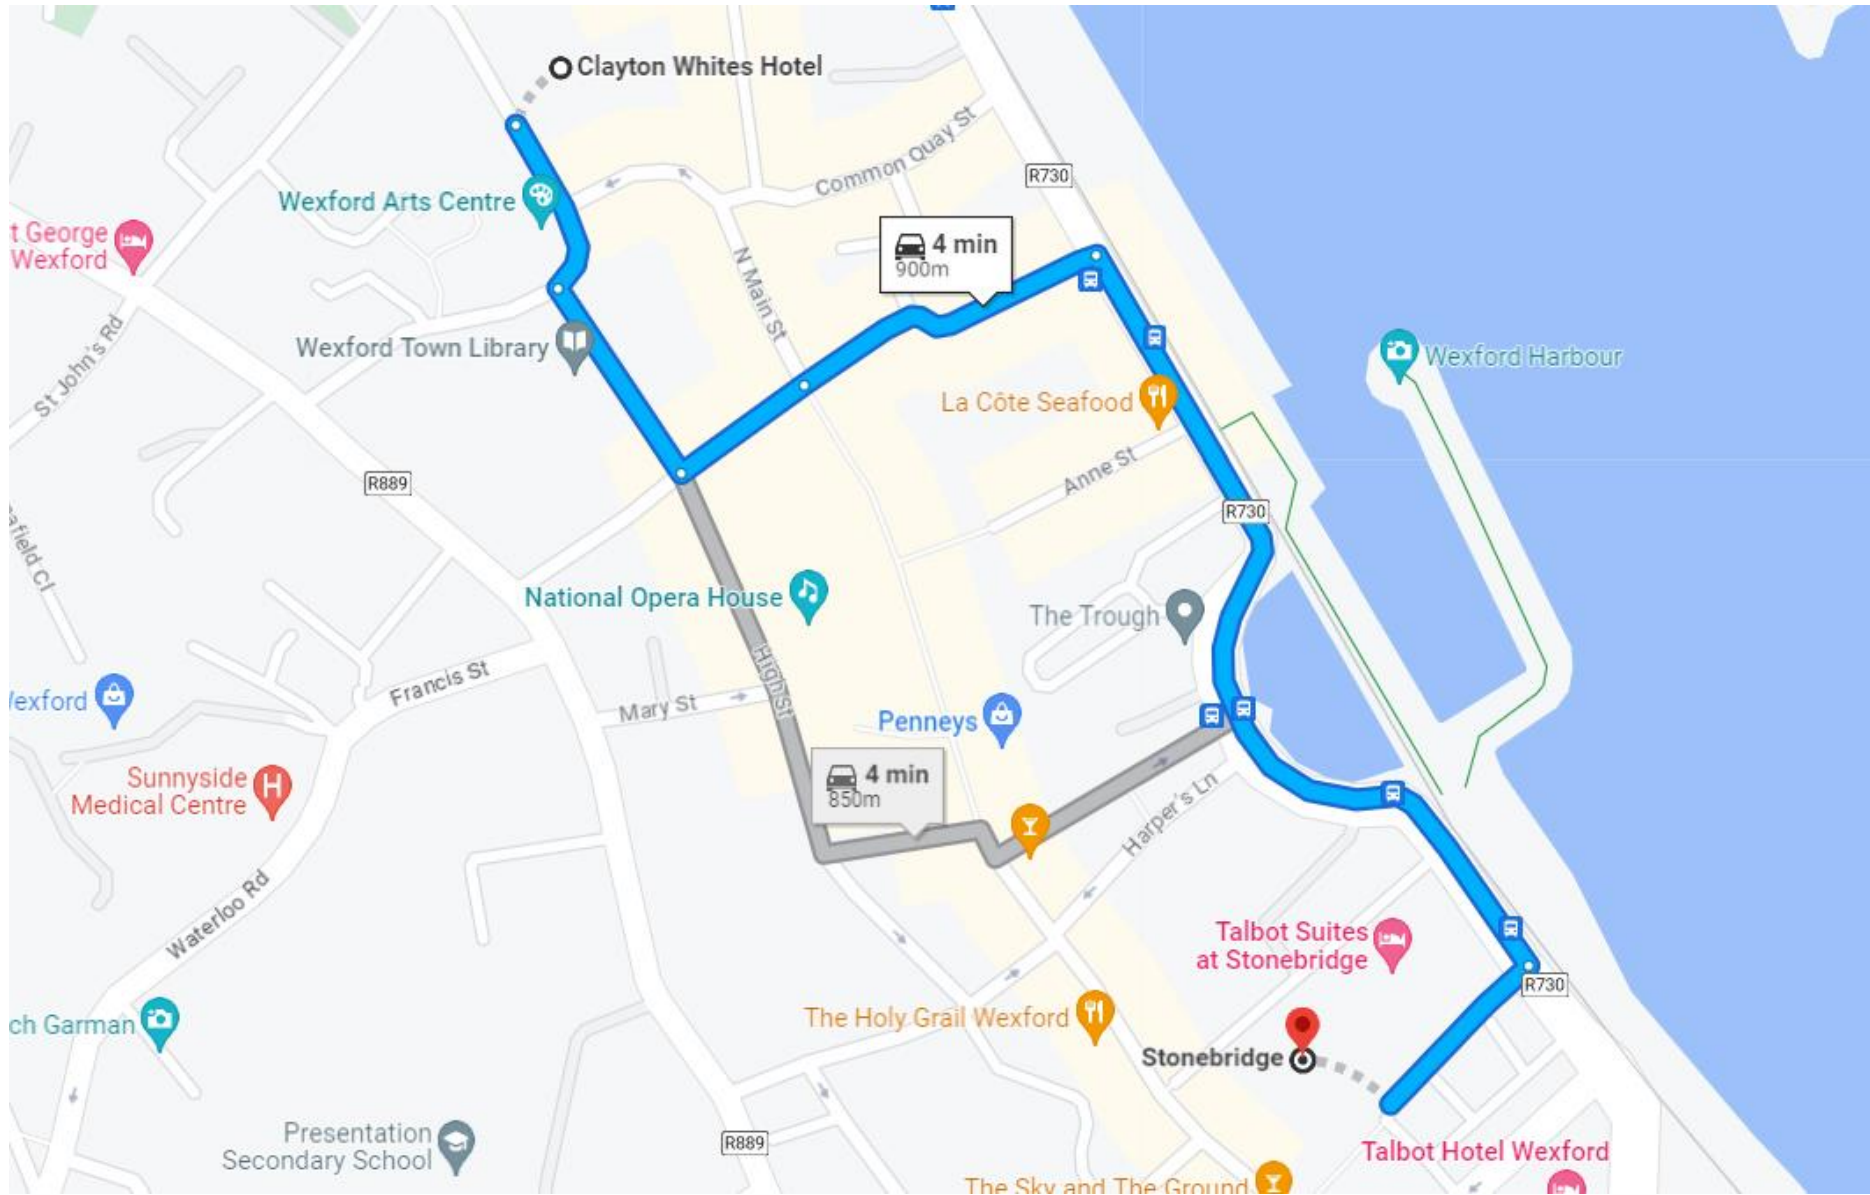 Clayton Whites Hotel
Common Quay St
R730
Wexford Arts Centre
t George
Wexford
4 min
900m
N Main St
St John's Rd
Wexford Town Library
Wexford Harbour
La Côte Seafood
Anne St
R889
R730
afield Cl
National Opera House
The Trough
High St
Francis St
Mary St
exford
Penneys
4 min
850m
Sunnyside
Medical Centre
H
Harper's Ln
Waterloo Rd
Talbot Suites
at Stonebridge
R730
The Holy Grail Wexford
ch Garman
Stonebridge
Presentation
Secondary School
R889
Talbot Hotel Wexford
The Sky and The Ground